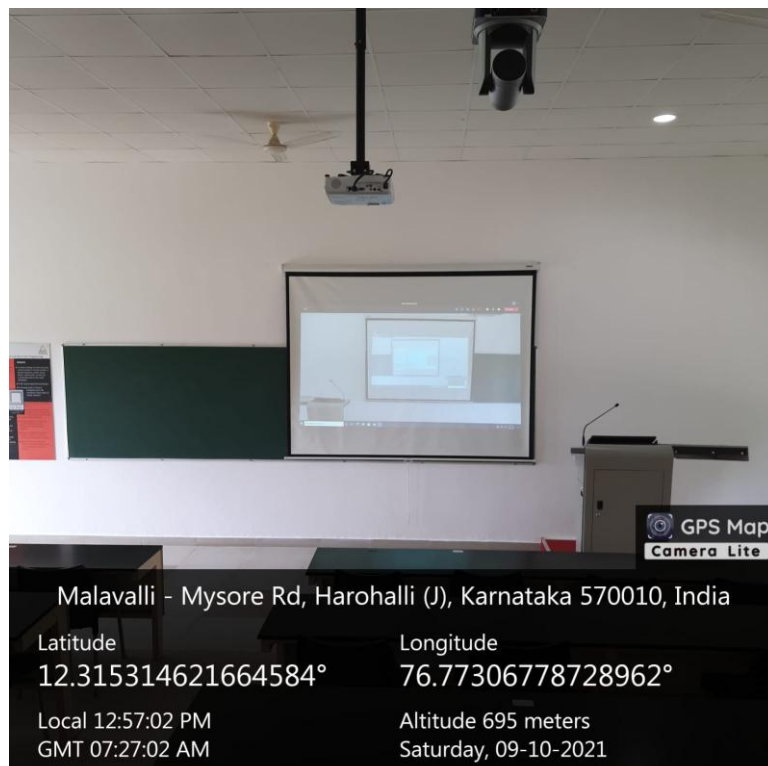 GPS Map
Camera Lite
Malavalli - Mysore Rd, Harohalli (J), Karnataka 570010, India
Latitude
12.315314621664584°
Longitude
76.77306778728962°
Local 12:57:02 PM
GMT 07:27:02 AM
Altitude 695 meters
Saturday, 09-10-2021